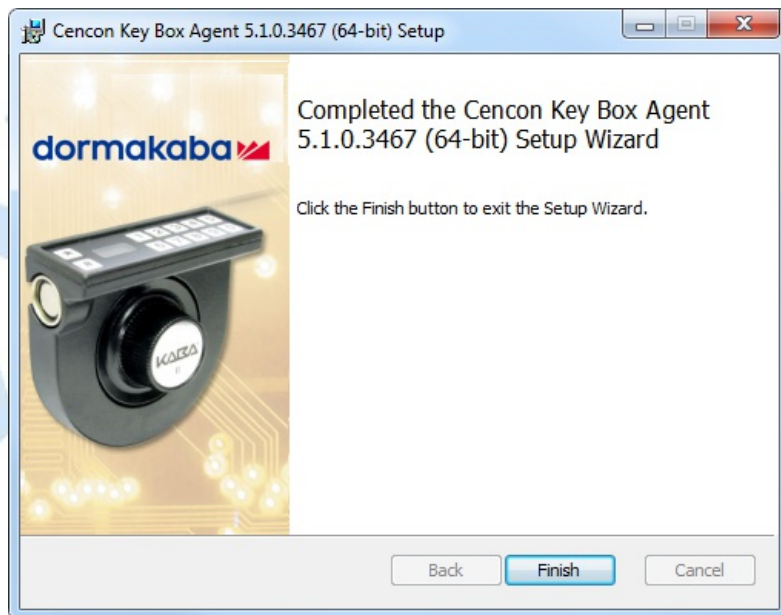 Cencon Key Box Agent 5.1.0.3467 (64-bit) Setup
dormakaba
Completed the Cencon Key Box Agent
5.1.0.3467 (64-bit) Setup Wizard
Click the Finish button to exit the Setup Wizard.
KABA
Back
Finish
Cancel